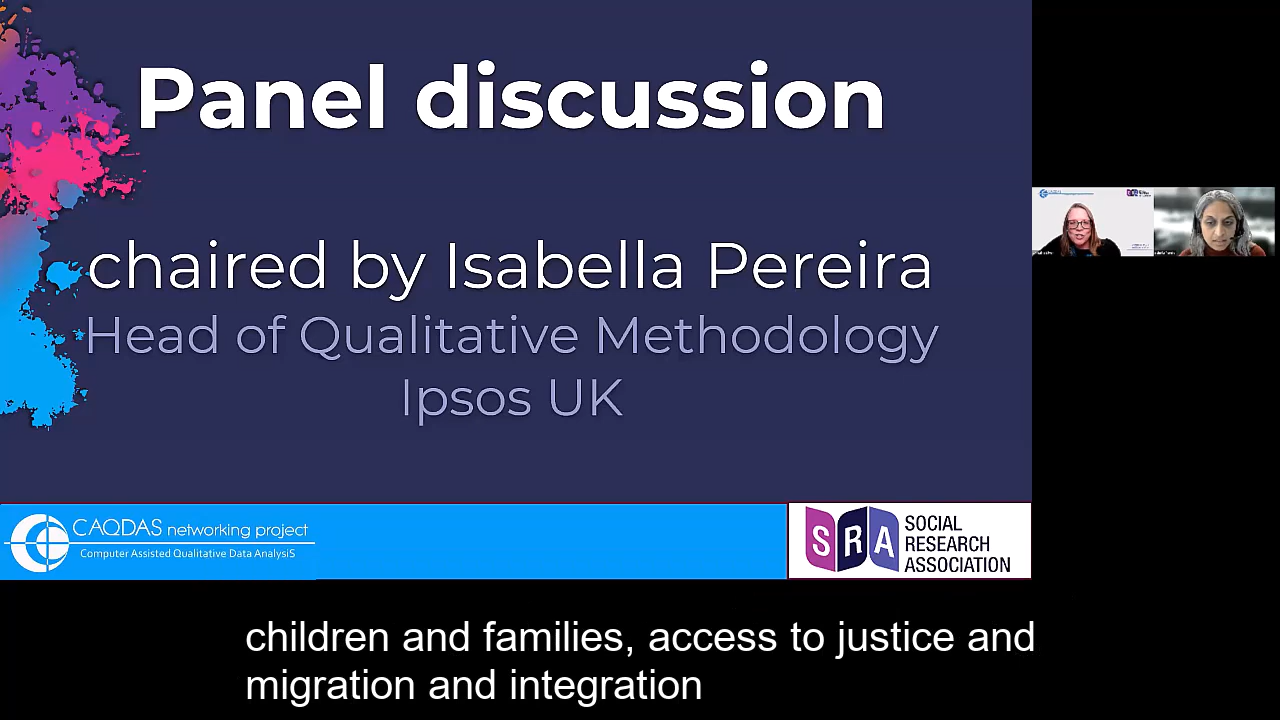 Panel discussion
chaired by Isabella Pereira
Head of Qualitative Methodology
Ipsos UK
CAQDAS networking project
Computer Assisted Qualitative Data AnalysiS
SRA
SOCIAL
RESEARCH
ASSOCIATION
children and families, access to justice and
migration and integration